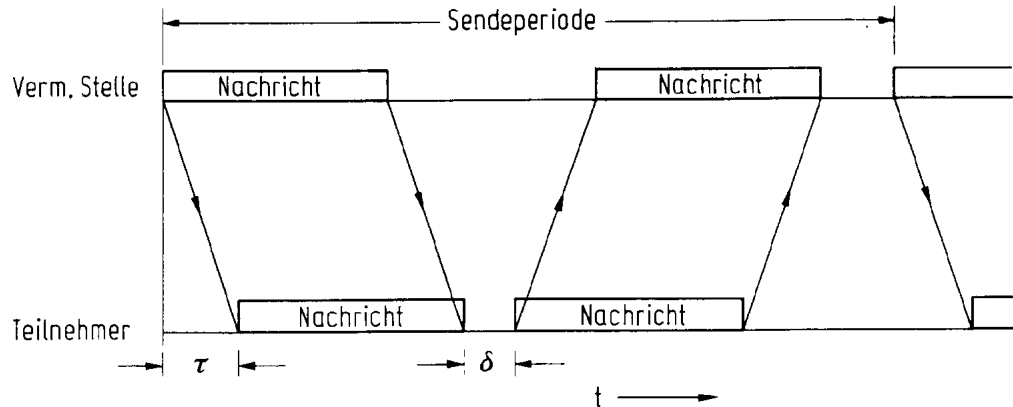 Sendeperiode
Verm. Stelle
Nachricht
Nachricht
Teilnehmer
Nachricht
Nachricht
τ
δ
t